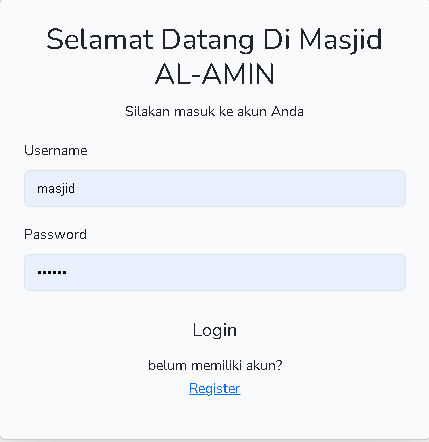 Selamat Datang Di Masjid
AL-AMIN
Silakan masuk ke akun Anda
Username
masjid
Password
••••••
Login
belum memiliki akun?
Register